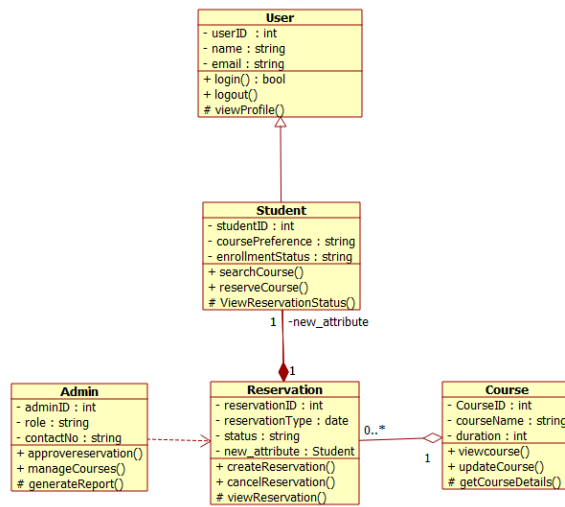 User
- userID : int
- name : string
- email : string
+ login() : bool
+ logout()
# viewProfile()
Student
- studentID : int
- coursePreference : string
- enrollmentStatus : string
+ searchCourse()
+ reserveCourse()
# ViewReservationStatus()
1 -new_attribute
1
Admin
- adminID : int
- role : string
- contactNo : string
+ approvereservation()
+ manageCourses()
# generateReport()
Reservation
- reservationID : int
- reservationType : date
- status : string
- new_attribute : Student
+ createReservation()
+ cancelReservation()
# viewReservation()
0..*
1
Course
- CourseID : int
- courseName : string
- duration : int
+ viewcourse()
+ updateCourse()
# getCourseDetails()